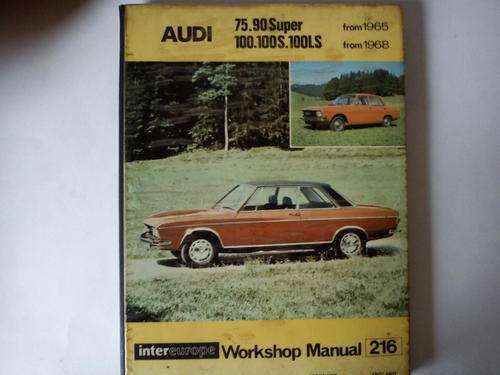 AUDI
75.90 Super from 1965
100.100S.100LS from 1968
intereurope Workshop Manual 216